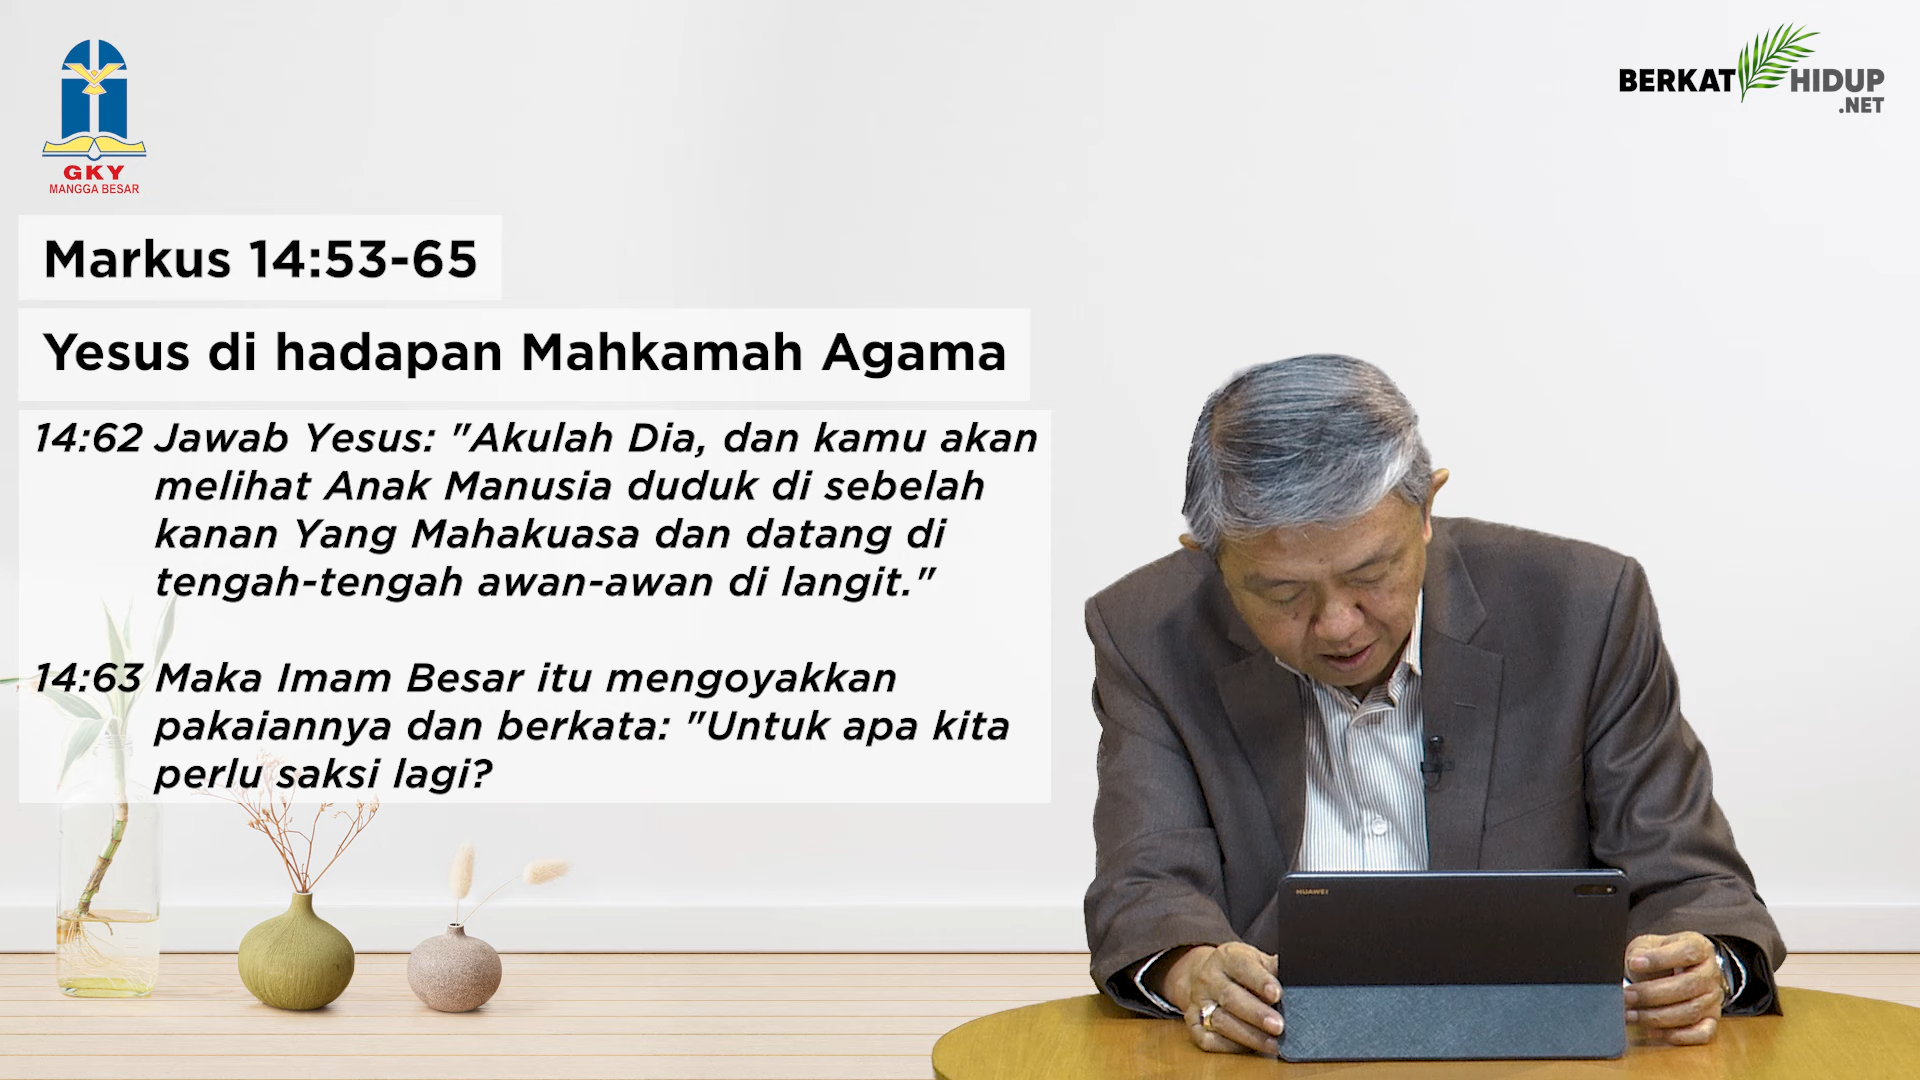 GKY
MANGGA BESAR
BERKAT HIDUP
.NET
Markus 14:53-65
Yesus di hadapan Mahkamah Agama
14:62 Jawab Yesus: "Akulah Dia, dan kamu akan
melihat Anak Manusia duduk di sebelah
kanan Yang Mahakuasa dan datang di
tengah-tengah awan-awan di langit."
14:63 Maka Imam Besar itu mengoyakkan
pakaiannya dan berkata: "Untuk apa kita
perlu saksi lagi?
HUAWEI